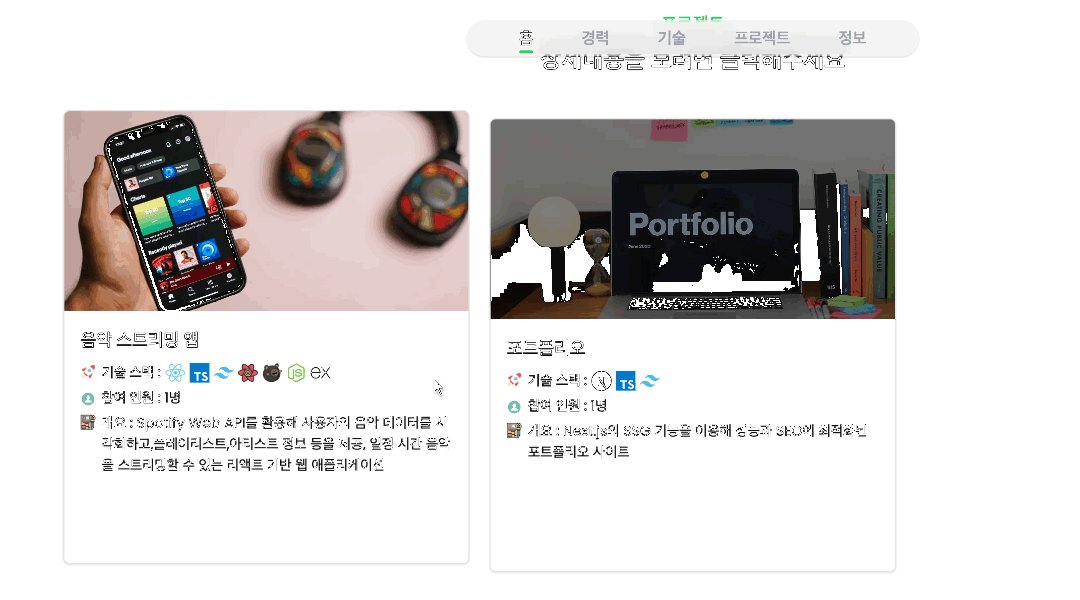 프로젝트
홈 경력 기술 프로젝트 정보
상세내용을 보려면 클릭해주세요
Good afternoon
Charts
Recently played
Portfolio
CREATING PUBLIC VALUE
음악 스트리밍 앱
기술 스택 : TS ex
참여 인원 : 1명
개요 : Spotify Web API를 활용해 사용자의 음악 데이터를 시
각화하고,플레이리스트,아티스트 정보 등을 제공, 일정 시간 음악
을 스트리밍할 수 있는 리액트 기반 웹 애플리케이션
포트폴리오
기술 스택 : N TS
참여 인원 : 1명
개요 : Next.js의 SSG 기능을 이용해 성능과 SEO에 최적화된
포트폴리오 사이트